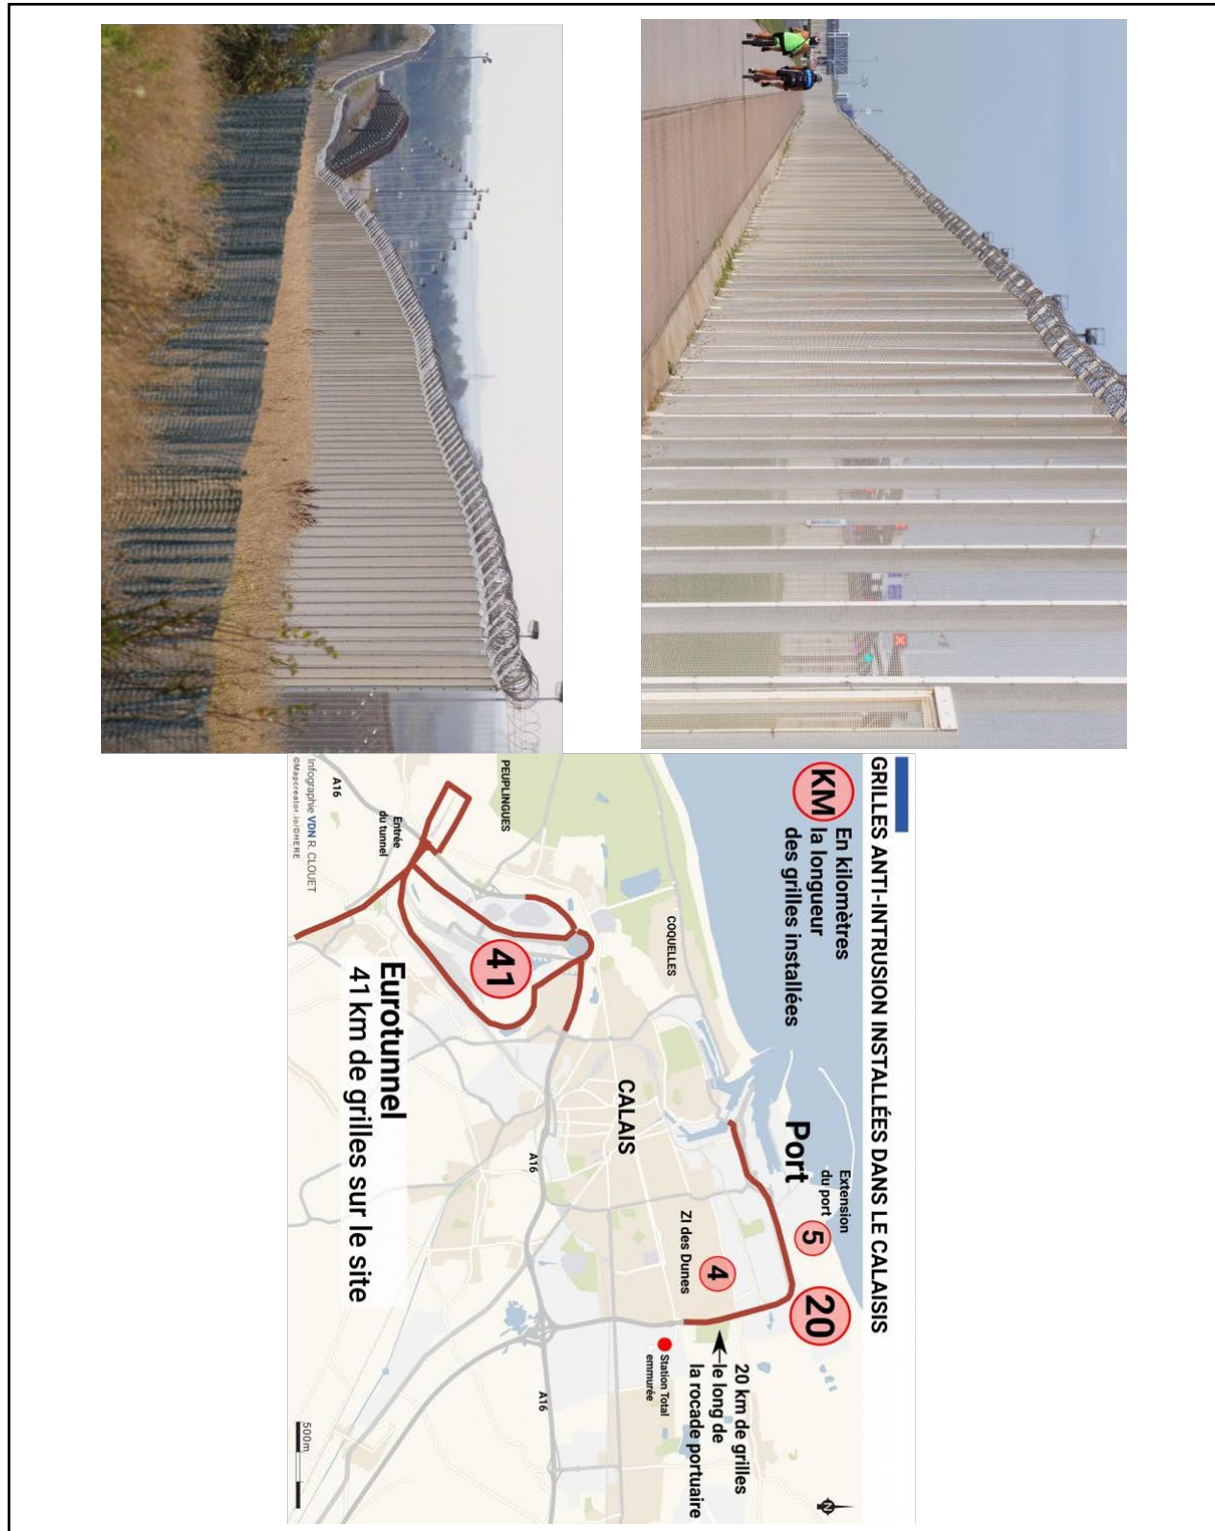 GRILLES ANTI-INTRUSION INSTALLÉES DANS LE CALAISIS
KM
En kilomètres
la longueur
des grilles installées
Extension
du port
5
20
Port
20 km de grilles
le long de
la rocade portuaire
4
ZI des Dunes
Station Total
emmurée
COQUELLES
CALAIS
PEUPLINGUES
41
A16
A16
Entrée
du tunnel
A16
Eurotunnel
41 km de grilles sur le site
Infographie VDN R. CLOUET
©Mapcreator.io/©HERE
500m
N